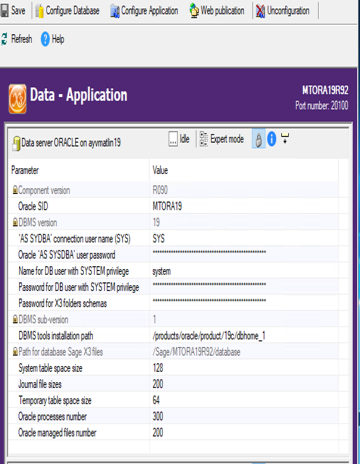 Save Configure Database Configure Application Web publication Unconfiguration
Refresh Help
Data - Application
MTORA19R92
Port number: 20100
Data server ORACLE on ayvmatlin19 ... Idle Expert mode
Parameter Value
Component version R090
Oracle SID MTORA19
DBMS version 19
'AS SYDBA' connection user name (SYS) SYS
Oracle 'AS SYSDBA' user password
Name for DB user with SYSTEM privilege system
Password for DB user with SYSTEM privilege
Password for X3 folders schemas
DBMS sub-version 1
DBMS tools installation path /products/oracle/product/19c/dbhome_1
Path for database Sage X3 files /Sage/MTORA19R92/database
System table space size 128
Journal file sizes 200
Temporary table space size 64
Oracle processes number 300
Oracle managed files number 200